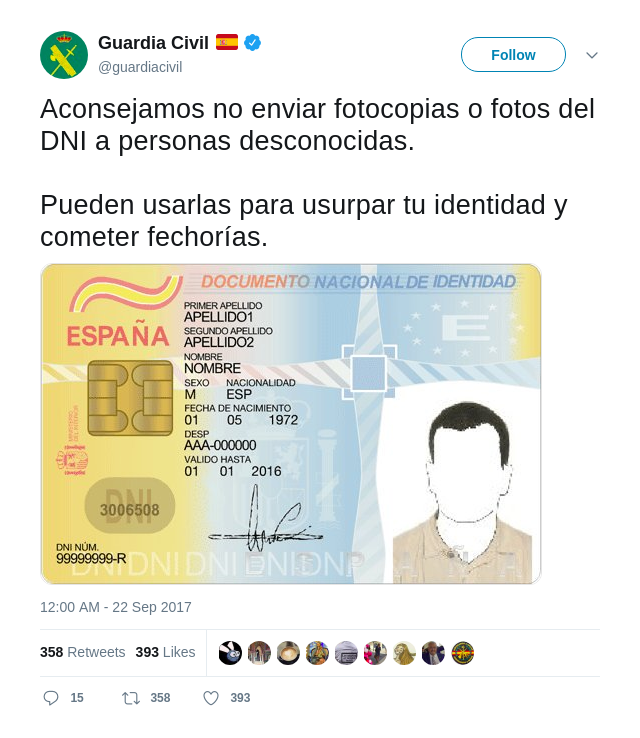 Guardia Civil
@guardiacivil
Follow
Aconsejamos no enviar fotocopias o fotos del
DNI a personas desconocidas.
Pueden usarlas para usurpar tu identidad y
cometer fechorías.
DOCUMENTO NACIONAL DE IDENTIDAD
ESPAÑA
PRIMER APELLIDO
APELLIDO1
SEGUNDO APELLIDO
APELLIDO2
NOMBRE
NOMBRE
SEXO NACIONALIDAD
M ESP
FECHA DE NACIMIENTO
01 05 1972
DESP
AAA-000000
VALIDO HASTA
01 01 2016
E
MINISTERIO
DEL INTERIOR
DNI
3006508
DNI NÚM.
99999999-R
DNI DNI DNI DNI DNI
12:00 AM - 22 Sep 2017
358 Retweets 393 Likes
15 358 393